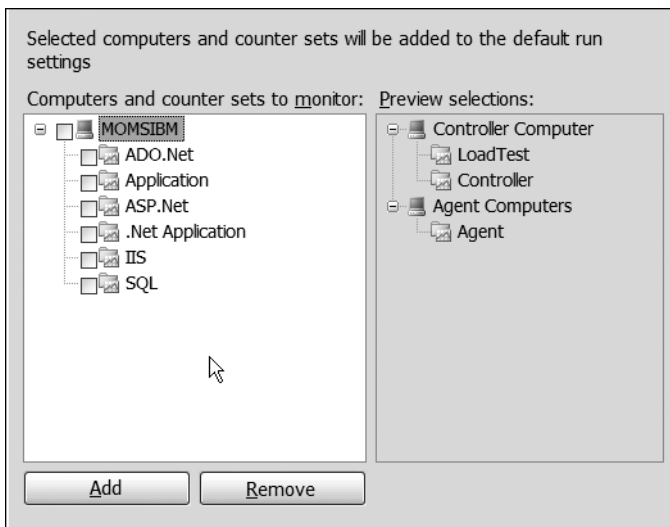 Selected computers and counter sets will be added to the default run
settings
Computers and counter sets to monitor:
MOMSIBM
ADO.Net
Application
ASP.Net
.Net Application
IIS
SQL
Add
Remove
Preview selections:
Controller Computer
LoadTest
Controller
Agent Computers
Agent